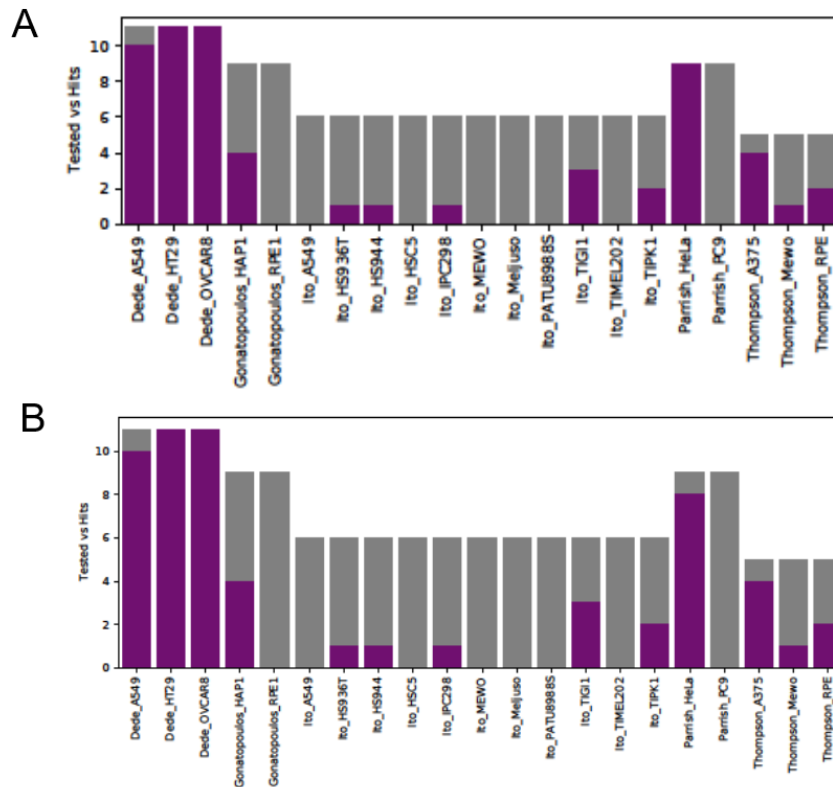 A
Tested vs Hits
10
8
6
4
2
0
Dede_A549
Dede_HT29
Dede_OVCAR8
Gonatopoulos_HAP1
Gonatopoulos_RPE1
Ito_A549
Ito_HS936T
Ito_HS944
Ito_HSC5
Ito_IPC298
Ito_MEWO
Ito_Meljuso
Ito_PATU8988S
Ito_TIGI1
Ito_TIMEL202
Ito_TIPK1
Parrish_HeLa
Parrish_PC9
Thompson_A375
Thompson_Mewo
Thompson_RPE
B
Tested vs Hits
10
8
6
4
2
0
Dede_A549
Dede_HT29
Dede_OVCAR8
Gonatopoulos_HAP1
Gonatopoulos_RPE1
Ito_A549
Ito_HS936T
Ito_HS944
Ito_HSC5
Ito_IPC298
Ito_MEWO
Ito_Meljuso
Ito_PATU8988S
Ito_TIGI1
Ito_TIMEL202
Ito_TIPK1
Parrish_HeLa
Parrish_PC9
Thompson_A375
Thompson_Mewo
Thompson_RPE